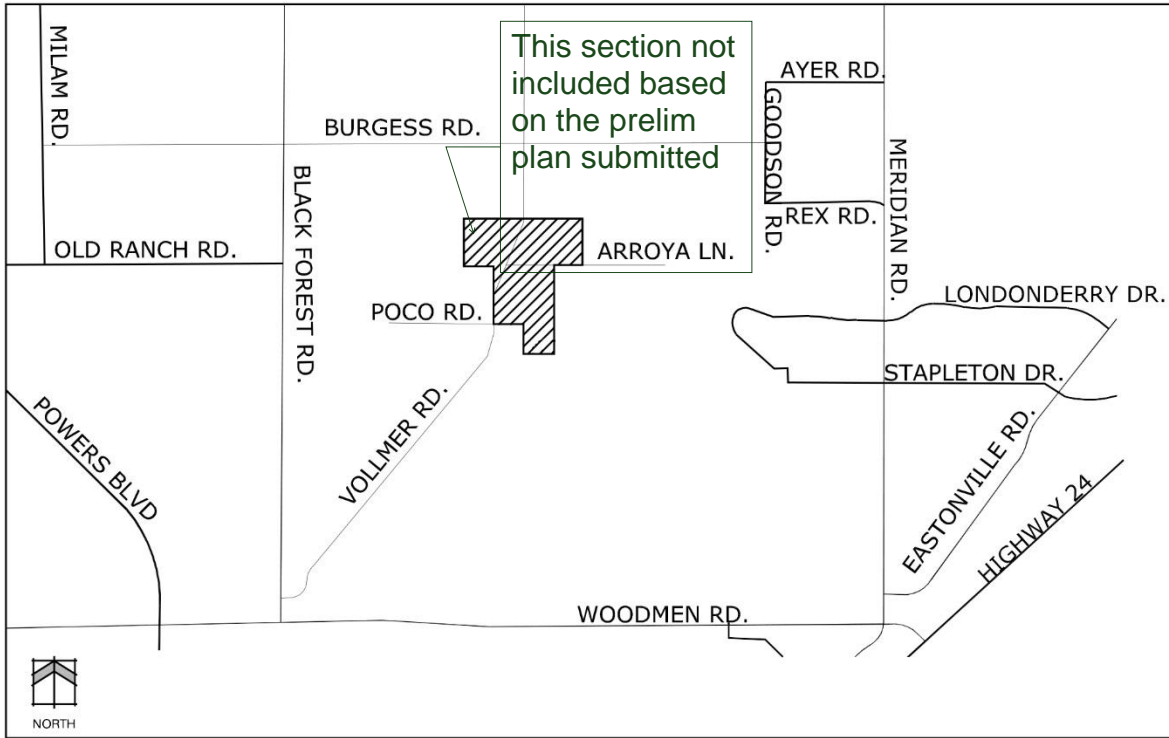 This section not
included based
on the prelim
plan submitted
MILAM RD.
AYER RD.
BURGESS RD.
GOODSON RD.
MERIDIAN RD.
BLACK FOREST RD.
REX RD.
OLD RANCH RD.
ARROYA LN.
LONDONDERRY DR.
POCO RD.
STAPLETON DR.
POWERS BLVD
VOLLMER RD.
EASTONVILLE RD.
HIGHWAY 24
WOODMEN RD.
NORTH